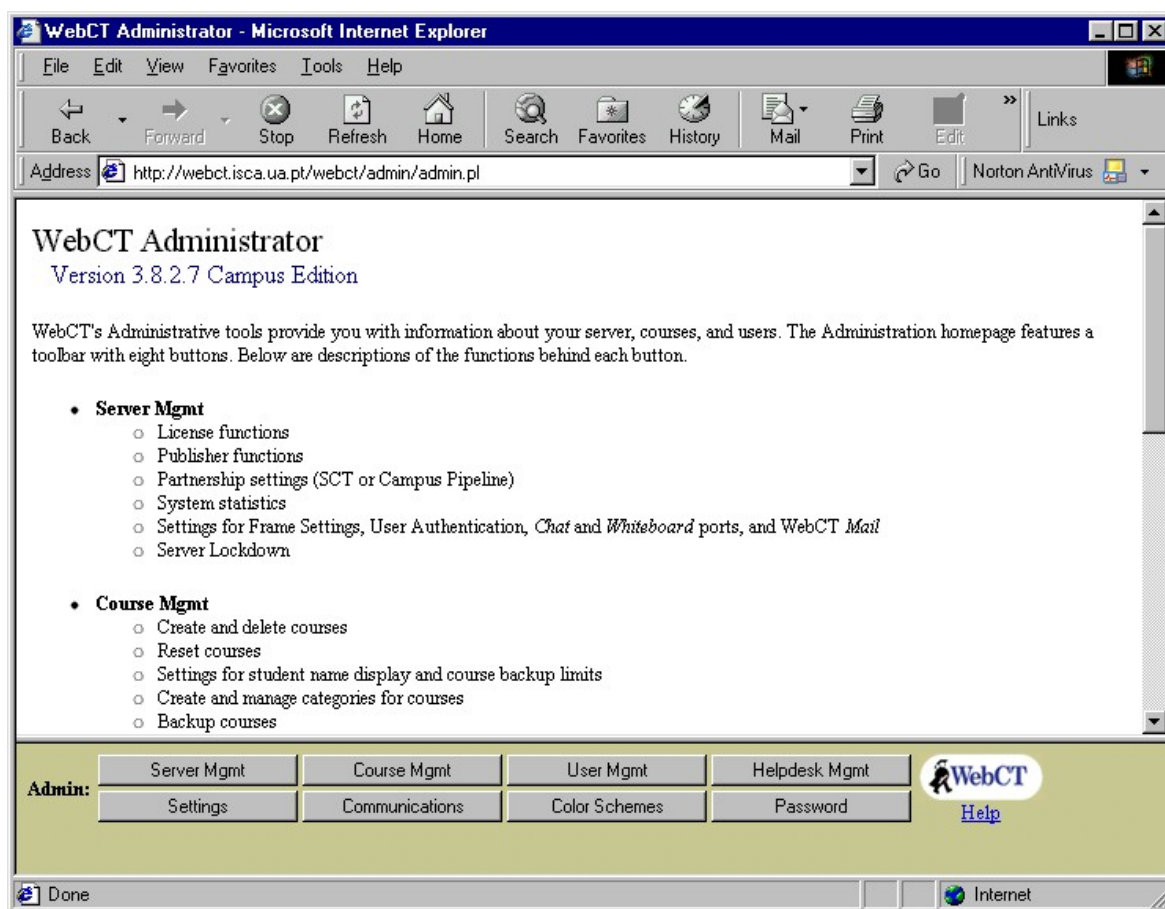 WebCT Administrator - Microsoft Internet Explorer
File Edit View Favorites Tools Help
Back Forward Stop Refresh Home Search Favorites History Mail Print Edit » Links
Address http://webct.isca.ua.pt/webct/admin/admin.pl Go Norton AntiVirus
WebCT Administrator
Version 3.8.2.7 Campus Edition
WebCT's Administrative tools provide you with information about your server, courses, and users. The Administration homepage features a
toolbar with eight buttons. Below are descriptions of the functions behind each button.
Server Mgmt
License functions
Publisher functions
Partnership settings (SCT or Campus Pipeline)
System statistics
Settings for Frame Settings, User Authentication, Chat and Whiteboard ports, and WebCT Mail
Server Lockdown
Course Mgmt
Create and delete courses
Reset courses
Settings for student name display and course backup limits
Create and manage categories for courses
Backup courses
Admin: Server Mgmt Course Mgmt User Mgmt Helpdesk Mgmt WebCT
Settings Communications Color Schemes Password Help
Done Internet